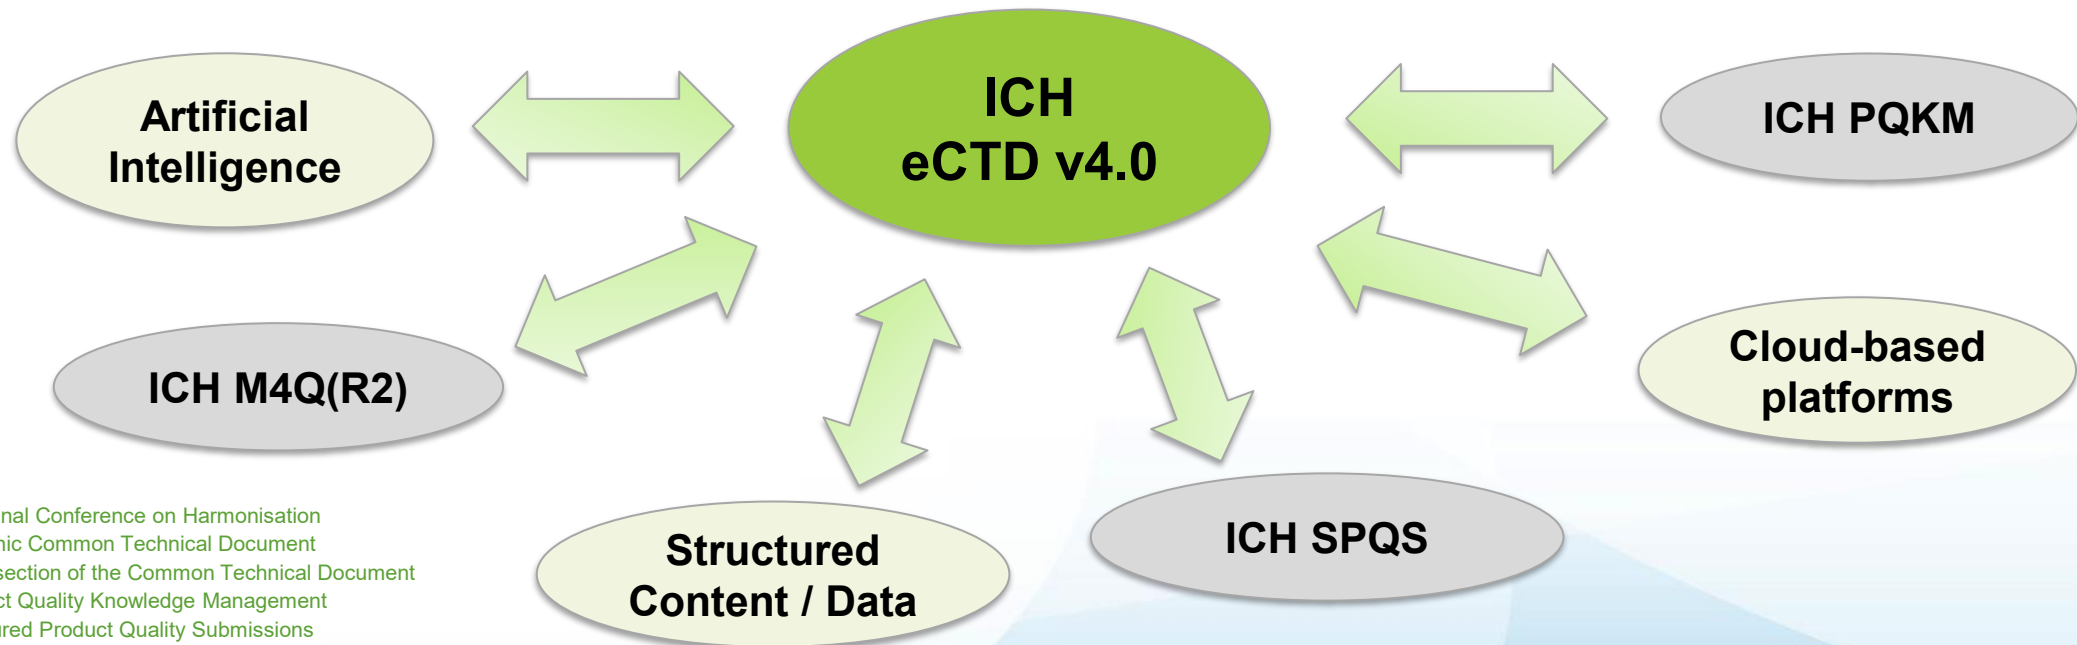 Artificial
Intelligence
ICH
eCTD v4.0
ICH PQKM
ICH M4Q(R2)
Cloud-based
platforms
Structured
Content / Data
ICH SPQS
nal Conference on Harmonisation
nic Common Technical Document
section of the Common Technical Document
ct Quality Knowledge Management
ured Product Quality Submissions